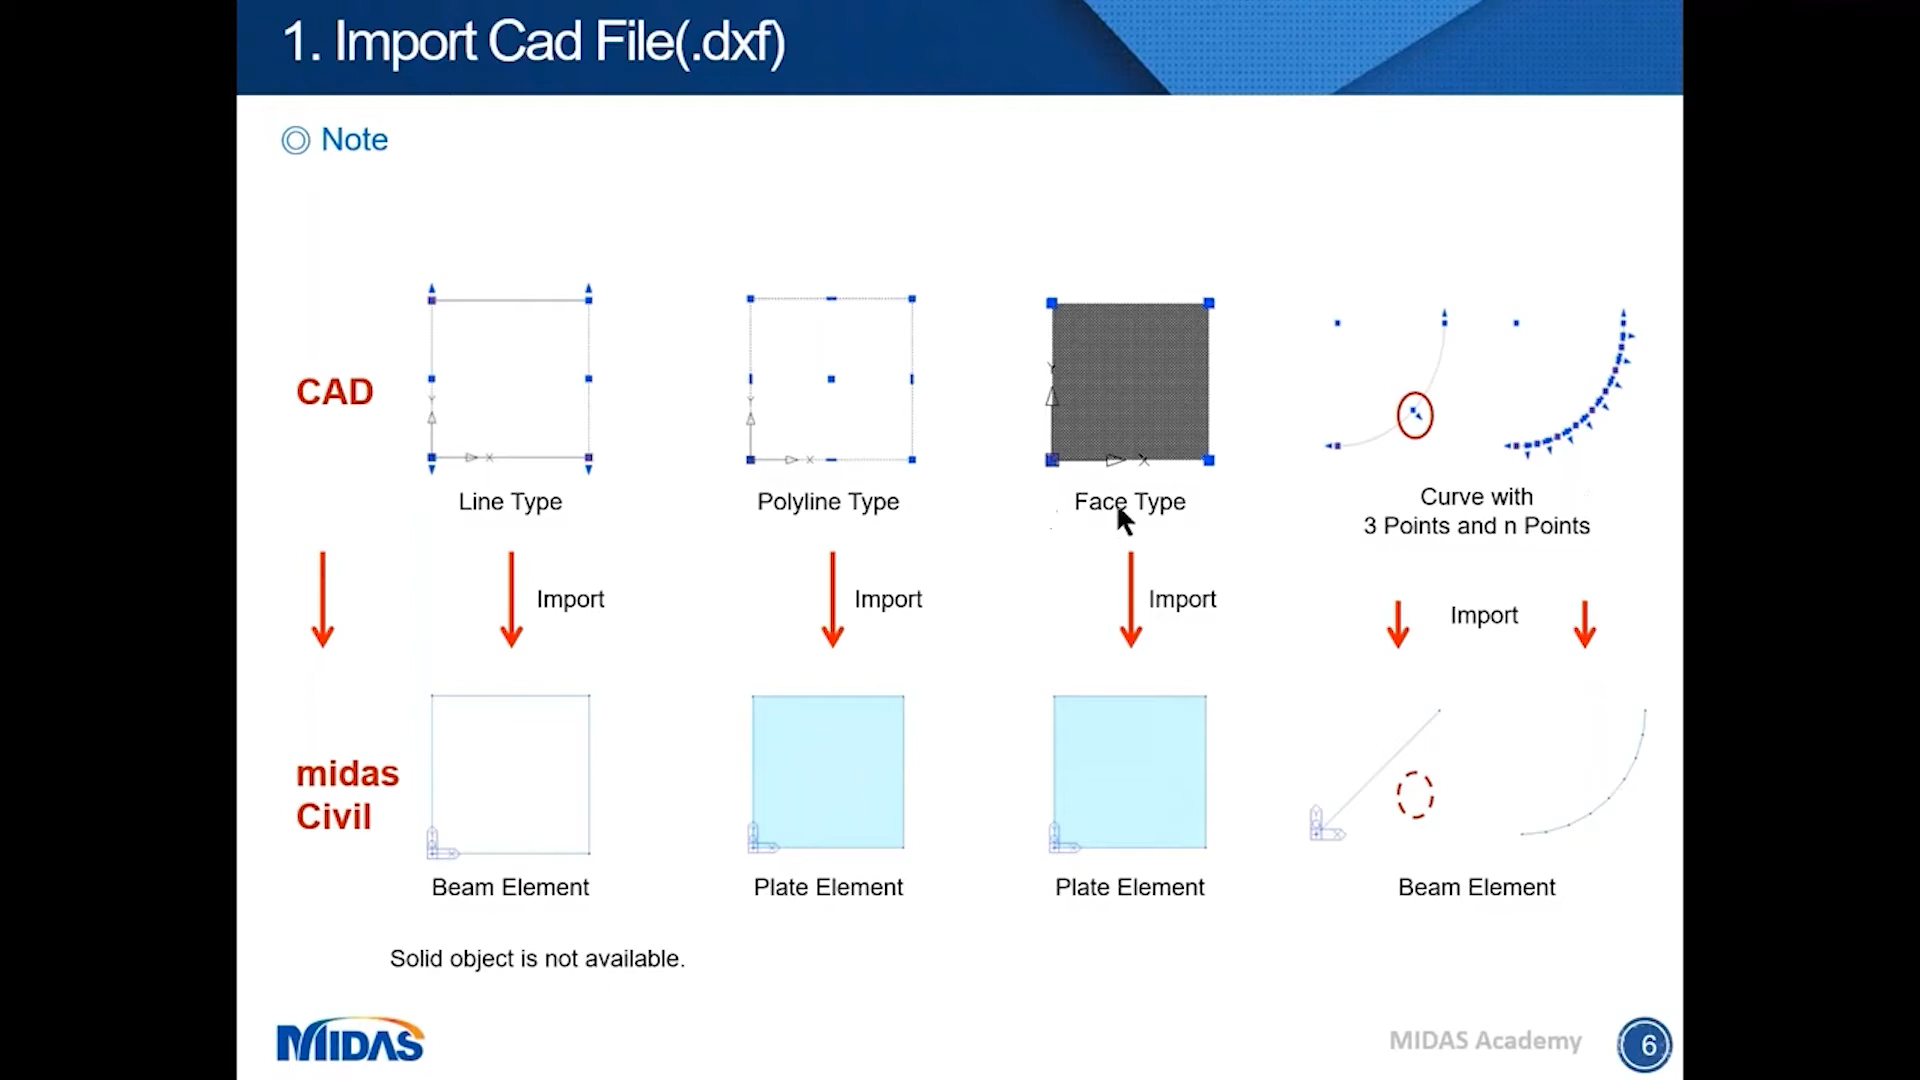 1. Import Cad File(.dxf)
Note
CAD
Line Type
Polyline Type
Face Type
Curve with
3 Points and n Points
Import
Import
Import
Import
midas
Civil
Beam Element
Plate Element
Plate Element
Beam Element
Solid object is not available.
MIDAS
MIDAS Academy
6